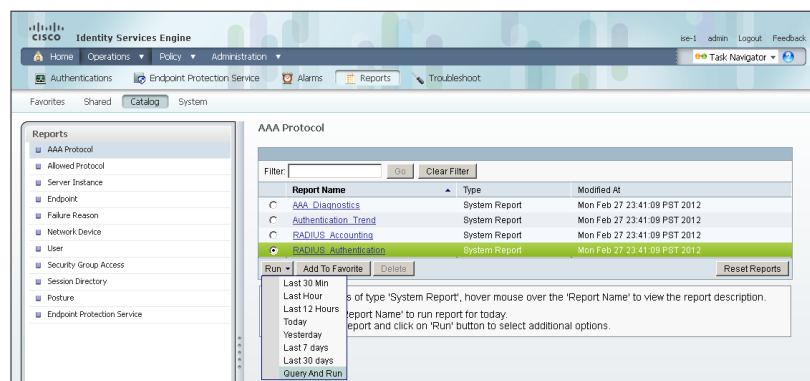 CISCO Identity Services Engine
ise-1 admin Logout Feedback
Home Operations Policy Administration
Task Navigator
Authentications Endpoint Protection Service Alarms Reports Troubleshoot
Favorites Shared Catalog System
Reports
AAA Protocol
Allowed Protocol
Server Instance
Endpoint
Failure Reason
Network Device
User
Security Group Access
Session Directory
Posture
Endpoint Protection Service
AAA Protocol
Filter: Go Clear Filter
Report Name Type Modified At
AAA_Diagnostics System Report Mon Feb 27 23:41:09 PST 2012
Authentication_Trend System Report Mon Feb 27 23:41:09 PST 2012
RADIUS_Accounting System Report Mon Feb 27 23:41:09 PST 2012
RADIUS_Authentication System Report Mon Feb 27 23:41:09 PST 2012
Run Add To Favorite Delete Reset Reports
Last 30 Min
Last Hour
Last 12 Hours
Today
Yesterday
Last 7 days
Last 30 days
Query And Run
s of type 'System Report', hover mouse over the 'Report Name' to view the report description.
Report Name' to run report for today.
eport and click on 'Run' button to select additional options.